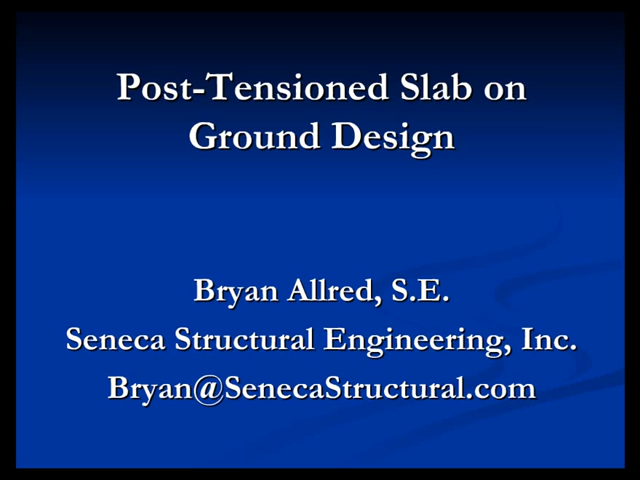 Post-Tensioned Slab on
Ground Design
Bryan Allred, S.E.
Seneca Structural Engineering, Inc.
Bryan@SenecaStructural.com